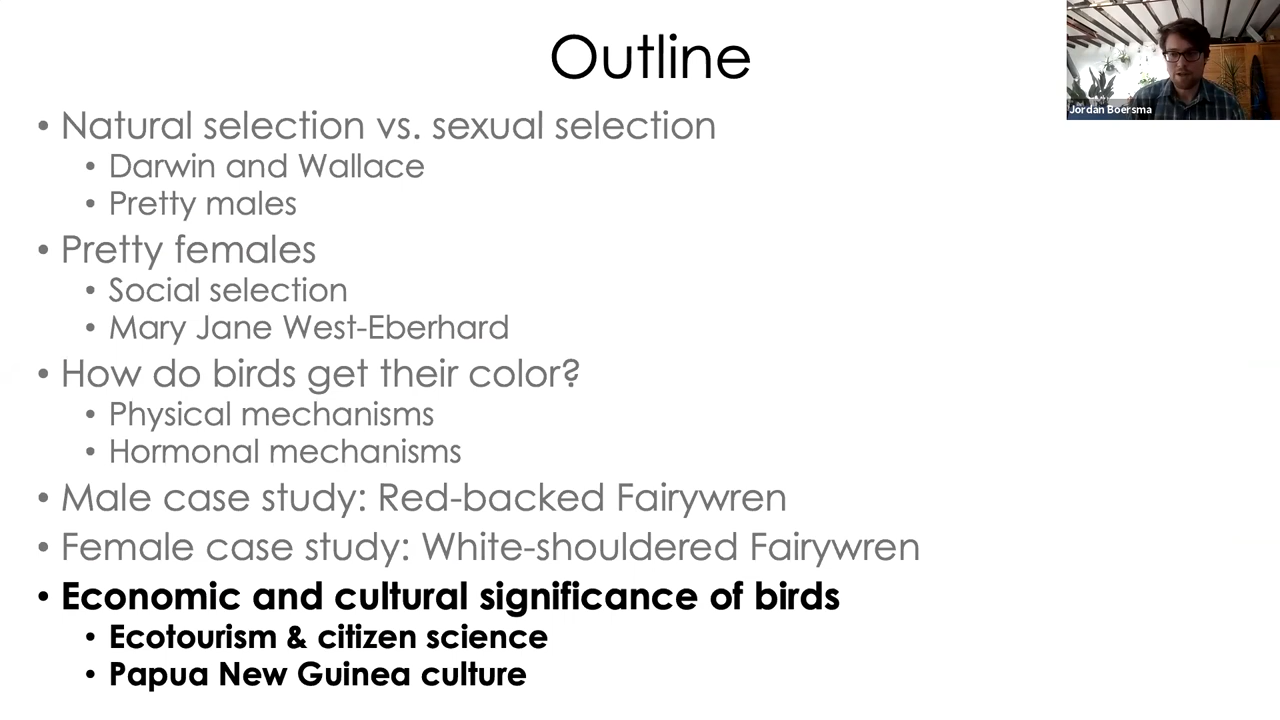 Outline
Jordan Boersma
• Natural selection vs. sexual selection
• Darwin and Wallace
• Pretty males
• Pretty females
• Social selection
• Mary Jane West-Eberhard
• How do birds get their color?
• Physical mechanisms
• Hormonal mechanisms
• Male case study: Red-backed Fairywren
• Female case study: White-shouldered Fairywren
• Economic and cultural significance of birds
• Ecotourism & citizen science
• Papua New Guinea culture